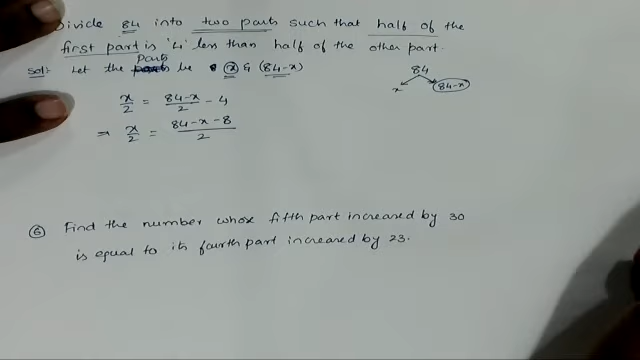 Divide 84 into two parts such that half of the
first part is '4' less than half of the other part.
Sol: Let the parts be x & (84-x)
84
x 84-x
x/2 = (84-x)/2 - 4
⇒ x/2 = (84-x-8)/2
⑥ Find the number whose fifth part increased by 30
is equal to its fourth part increased by 23.